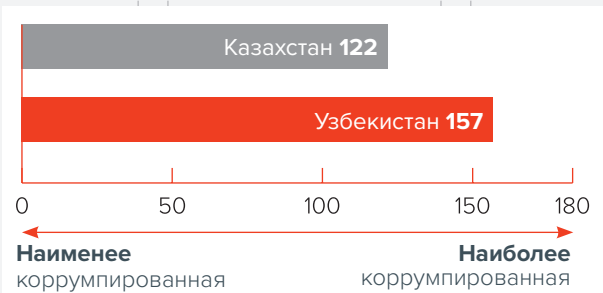 Казахстан 122
Узбекистан 157
0 50 100 150 180
Наименее Наиболее
коррумпированная коррумпированная